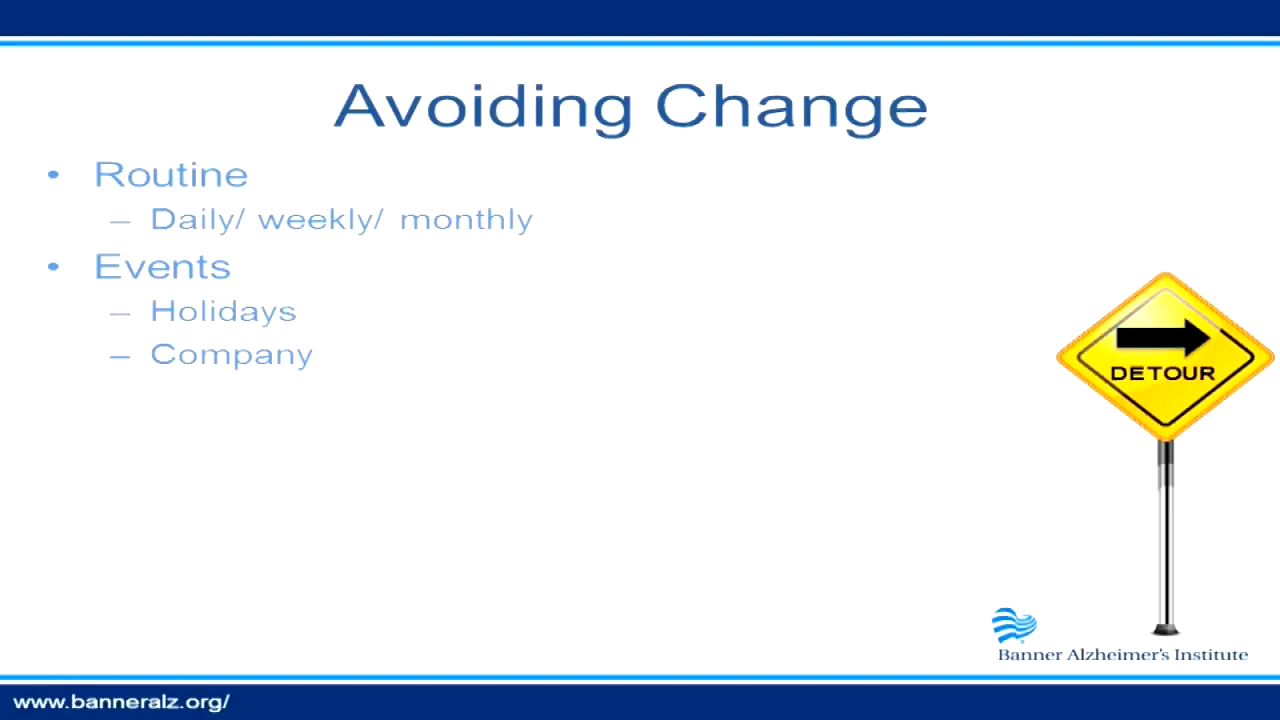 Avoiding Change
• Routine
– Daily/ weekly/ monthly
• Events
– Holidays
– Company
DETOUR
Banner Alzheimer's Institute
www.banneralz.org/